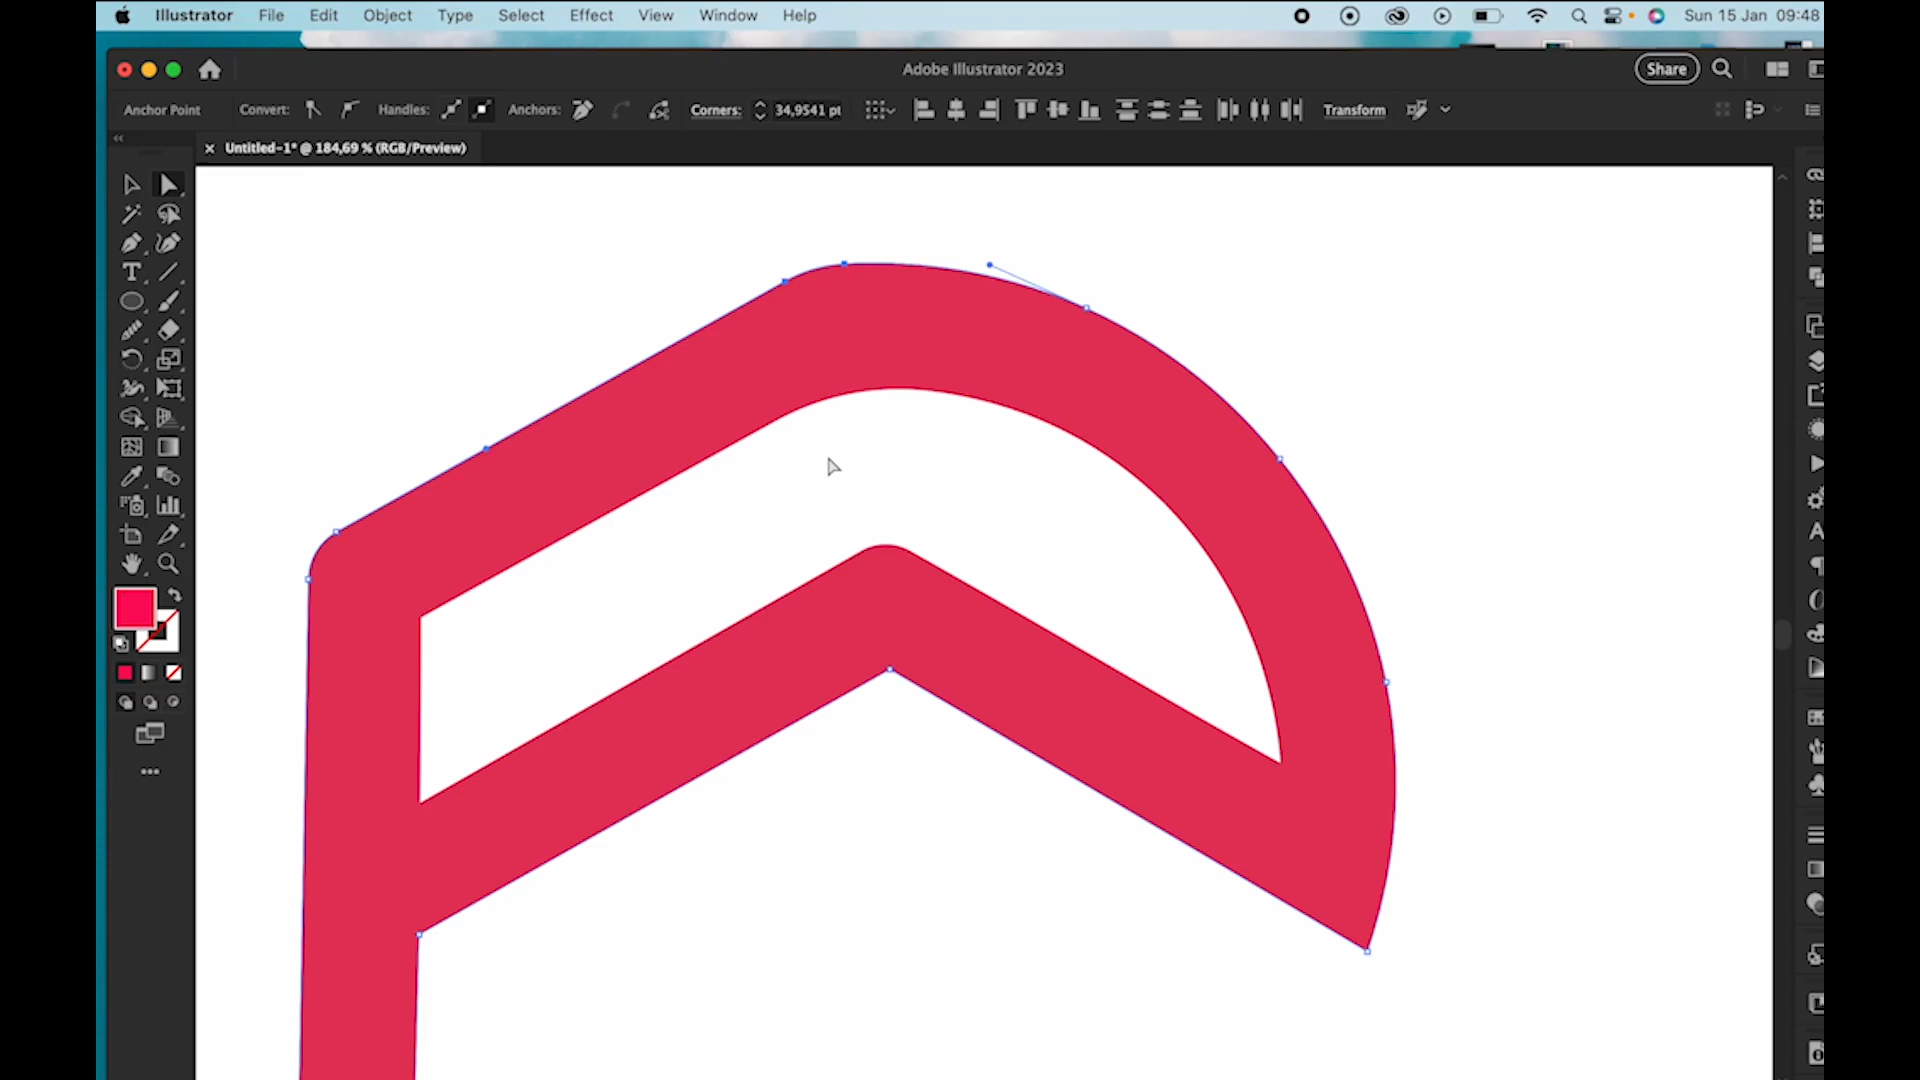 Illustrator File Edit Object Type Select Effect View Window Help Sun 15 Jan 09:48
Adobe Illustrator 2023 Share
Anchor Point Convert: Handles: Anchors: Corners: 34,9541 pt Transform
Untitled-1* @ 184,69 % (RGB/Preview)